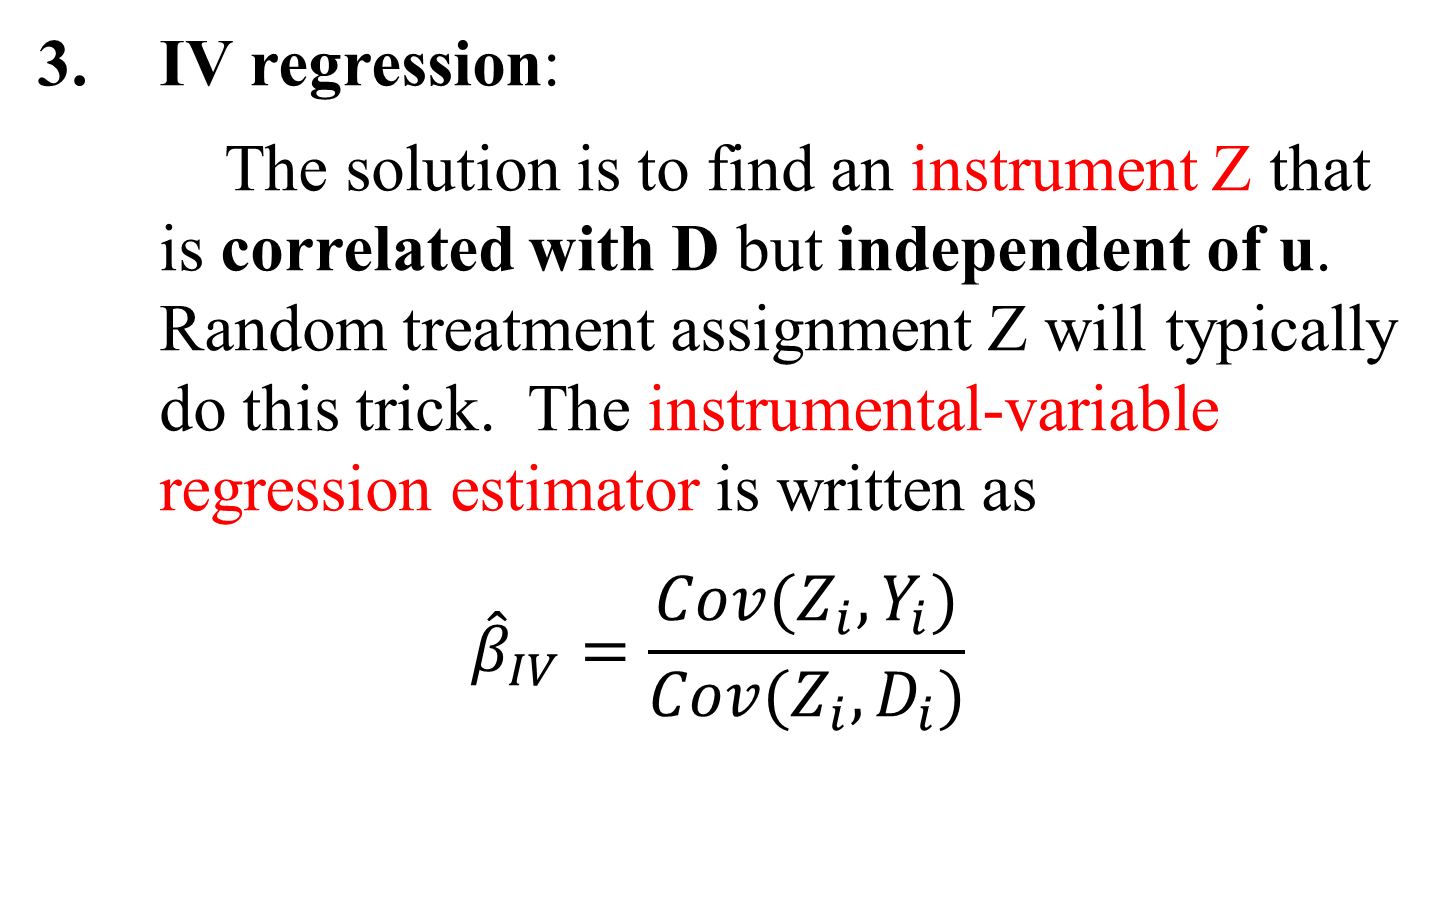 3. IV regression:
The solution is to find an instrument Z that
is correlated with D but independent of u.
Random treatment assignment Z will typically
do this trick. The instrumental-variable
regression estimator is written as
β̂_IV = Cov(Z_i, Y_i) / Cov(Z_i, D_i)